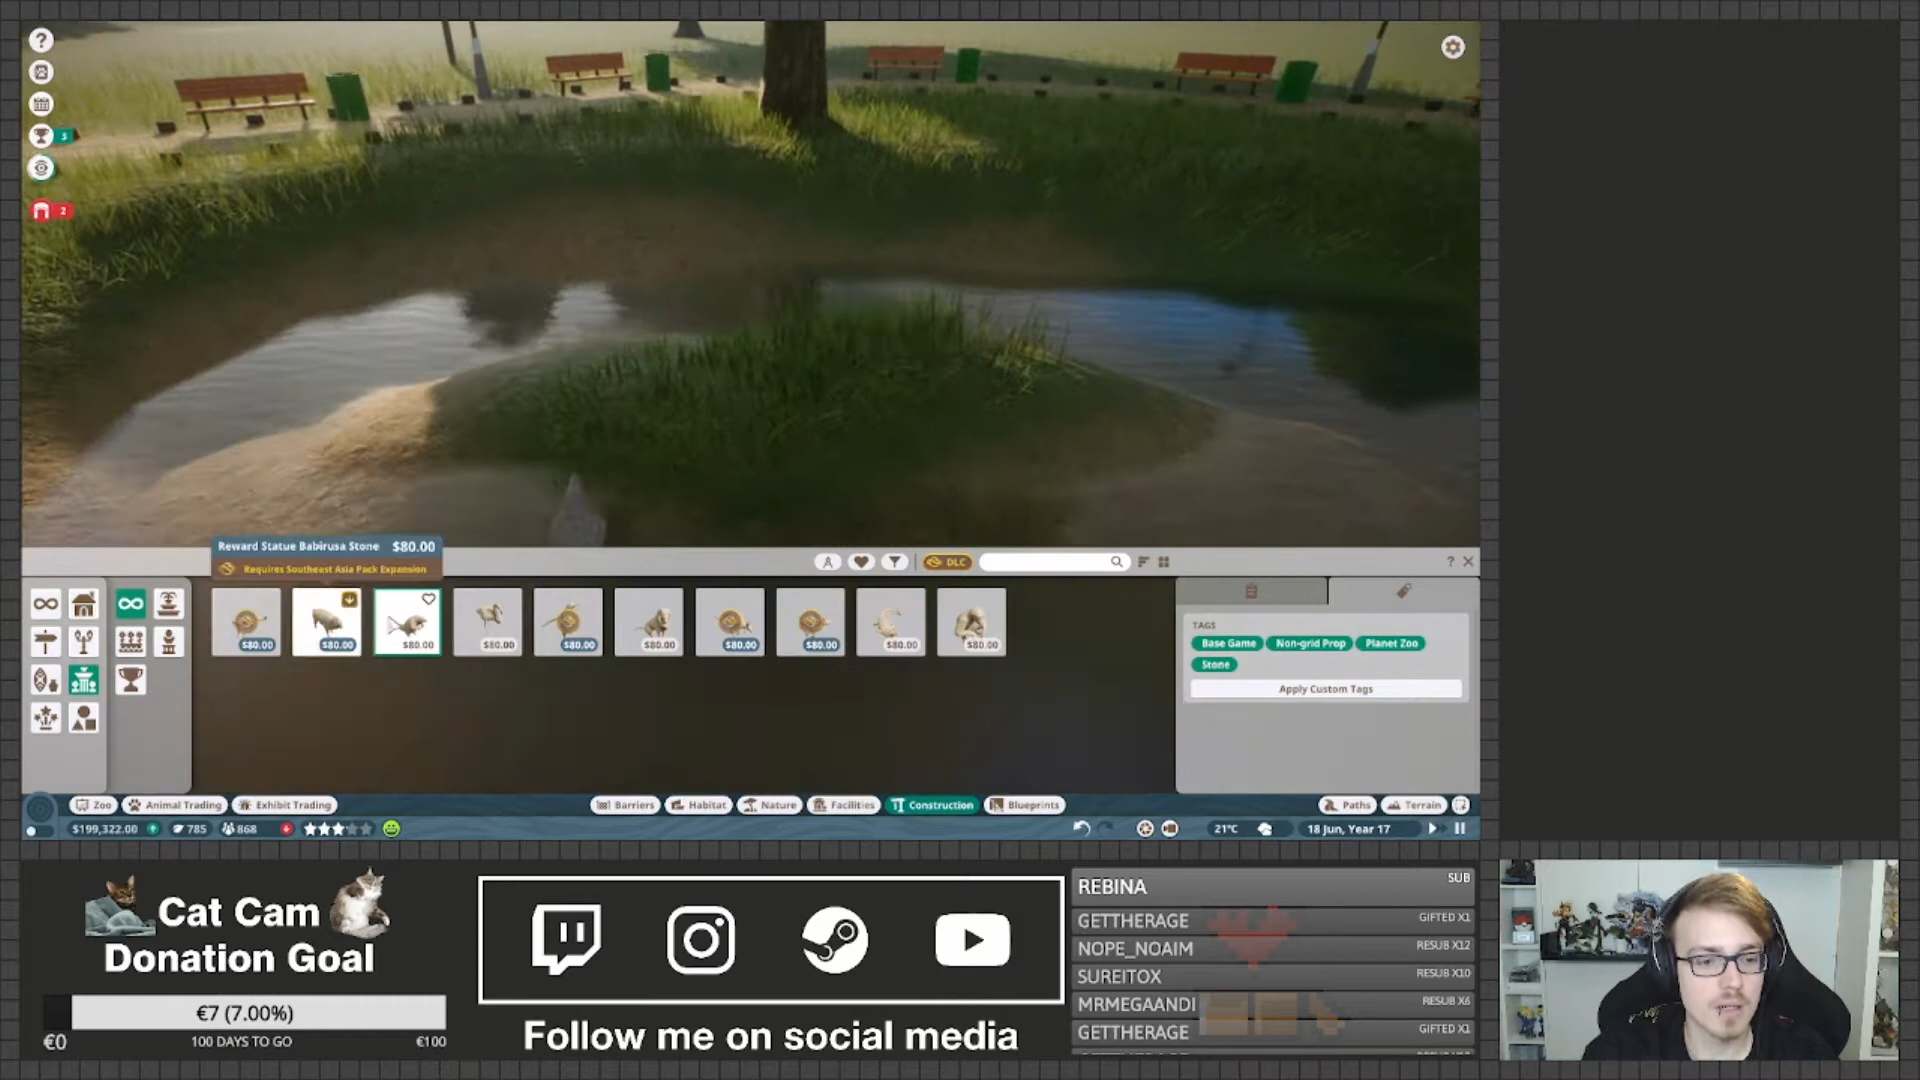 ?
3
2
Reward Statue Babirusa Stone $80.00
Requires Southeast Asia Pack Expansion
DLC
? ×
$80.00 $80.00 $80.00 $80.00 $80.00 $80.00 $80.00 $80.00 $80.00 $80.00
TAGS
Base Game Non-grid Prop Planet Zoo
Stone
Apply Custom Tags
Zoo Animal Trading Exhibit Trading Barriers Habitat Nature Facilities Construction Blueprints Paths Terrain
$199,322.00 785 868 21°C 18 Jun, Year 17
Cat Cam
Donation Goal
€7 (7.00%)
€0 100 DAYS TO GO €100
Follow me on social media
REBINA SUB
GETTHERAGE GIFTED X1
NOPE_NOAIM RESUB X12
SUREITOX RESUB X10
MRMEGAANDI RESUB X6
GETTHERAGE GIFTED X1